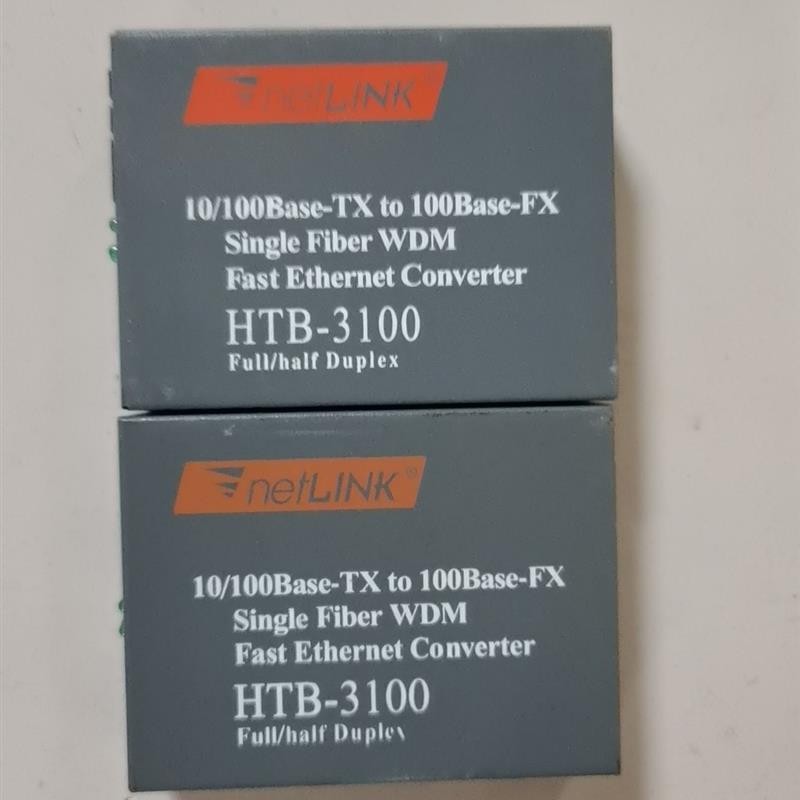 netLINK®
10/100Base-TX to 100Base-FX
Single Fiber WDM
Fast Ethernet Converter
HTB-3100
Full/half Duplex
netLINK®
10/100Base-TX to 100Base-FX
Single Fiber WDM
Fast Ethernet Converter
HTB-3100
Full/half Duplex